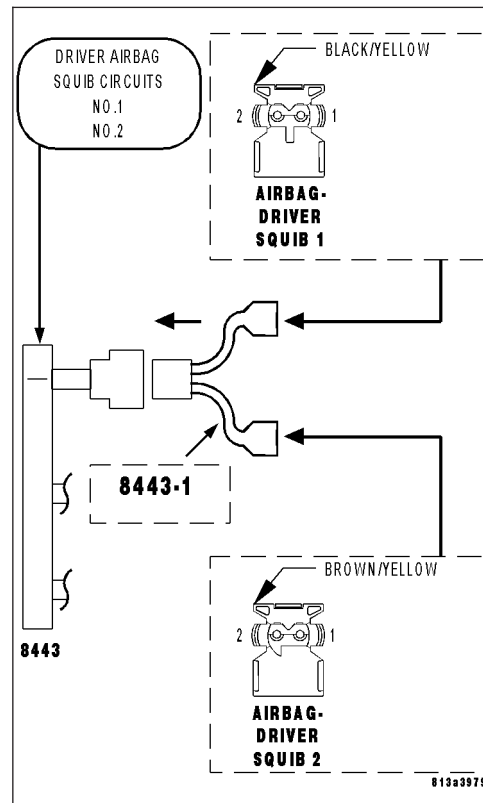 DRIVER AIRBAG
SQUIB CIRCUITS
NO.1
NO.2
BLACK/YELLOW
2 1
AIRBAG-
DRIVER
SQUIB 1
8443-1
8443
BROWN/YELLOW
2 1
AIRBAG-
DRIVER
SQUIB 2
813a3979